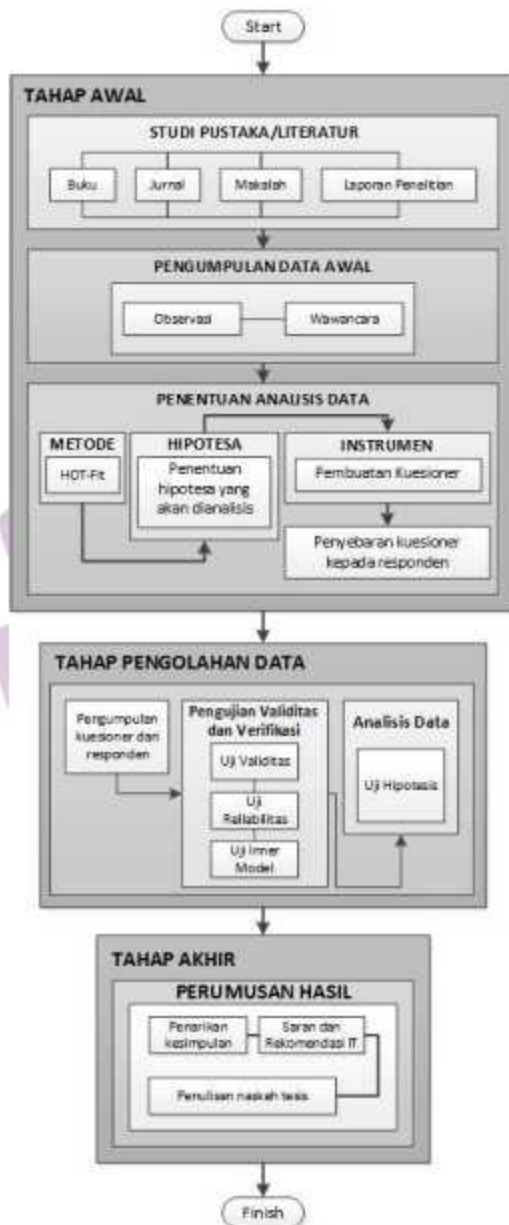 Start
TAHAP AWAL
STUDI PUSTAKA/LITERATUR
Buku
Jurnal
Makalah
Laporan Penelitian
PENGUMPULAN DATA AWAL
Observasi
Wawancara
PENENTUAN ANALISIS DATA
METODE
HOT-Fit
HIPOTESA
Penentuan
hipotesa yang
akan dianalisis
INSTRUMEN
Pembuatan Kuesioner
Penyebaran kuesioner
kepada responden
TAHAP PENGOLAHAN DATA
Pengumpulan
kuesioner dari
responden
Pengujian Validitas
dan Verifikasi
Uji Validitas
Uji
Reliabilitas
Uji Inner
Model
Analisis Data
Uji Hipotesis
TAHAP AKHIR
PERUMUSAN HASIL
Penarikan
kesimpulan
Saran dan
Rekomendasi IT
Penulisan naskah tesis
Finish